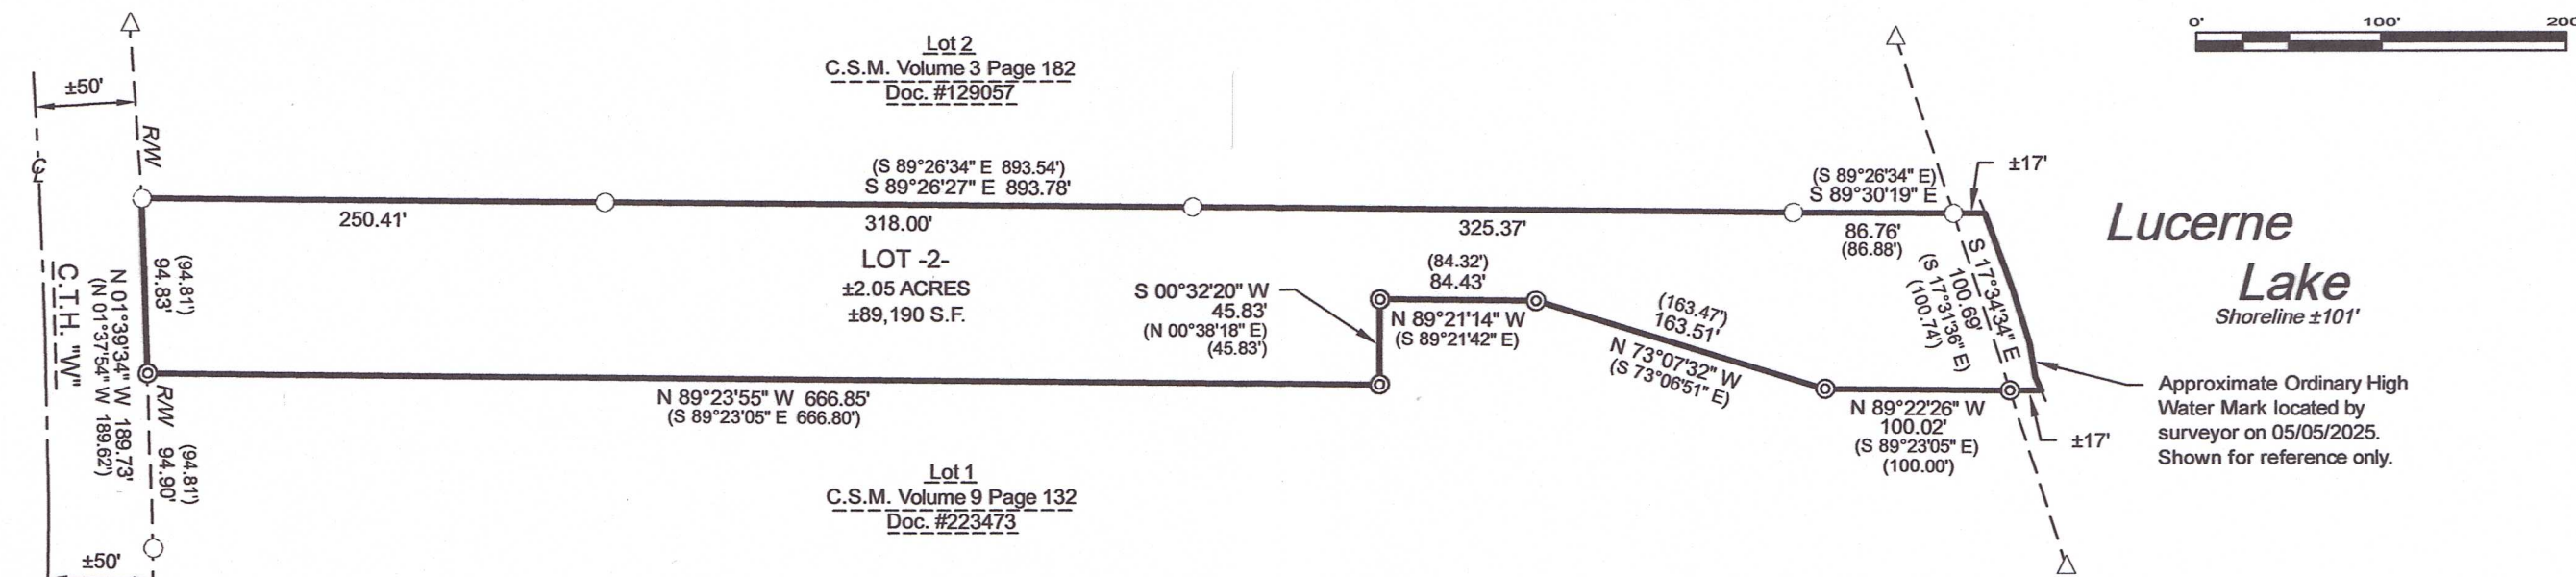 0' 100' 200
±50'
R/W
℄
Lot 2
C.S.M. Volume 3 Page 182
Doc. #129057
(S 89°26'34" E 893.54')
S 89°26'27" E 893.78'
250.41'
318.00'
325.37'
(S 89°26'34" E)
S 89°30'19" E
86.76'
(86.88')
±17'
Lucerne
Lake
Shoreline ±101'
LOT -2-
±2.05 ACRES
±89,190 S.F.
(94.81')
94.83'
N 01°39'34" W 189.73'
(N 01°37'54" W 189.62')
C.T.H. "W"
S 00°32'20" W
45.83'
(N 00°38'18" E)
(45.83')
(84.32')
84.43'
N 89°21'14" W
(S 89°21'42" E)
(163.47')
163.51'
N 73°07'32" W
(S 73°06'51" E)
S 17°34'34" E
100.69'
(S 17°31'36" E)
(100.74')
N 89°23'55" W 666.85'
(S 89°23'05" E 666.80')
N 89°22'26" W
100.02'
(S 89°23'05" E)
(100.00')
±17'
Approximate Ordinary High
Water Mark located by
surveyor on 05/05/2025.
Shown for reference only.
R/W
(94.81')
94.90'
Lot 1
C.S.M. Volume 9 Page 132
Doc. #223473
±50'